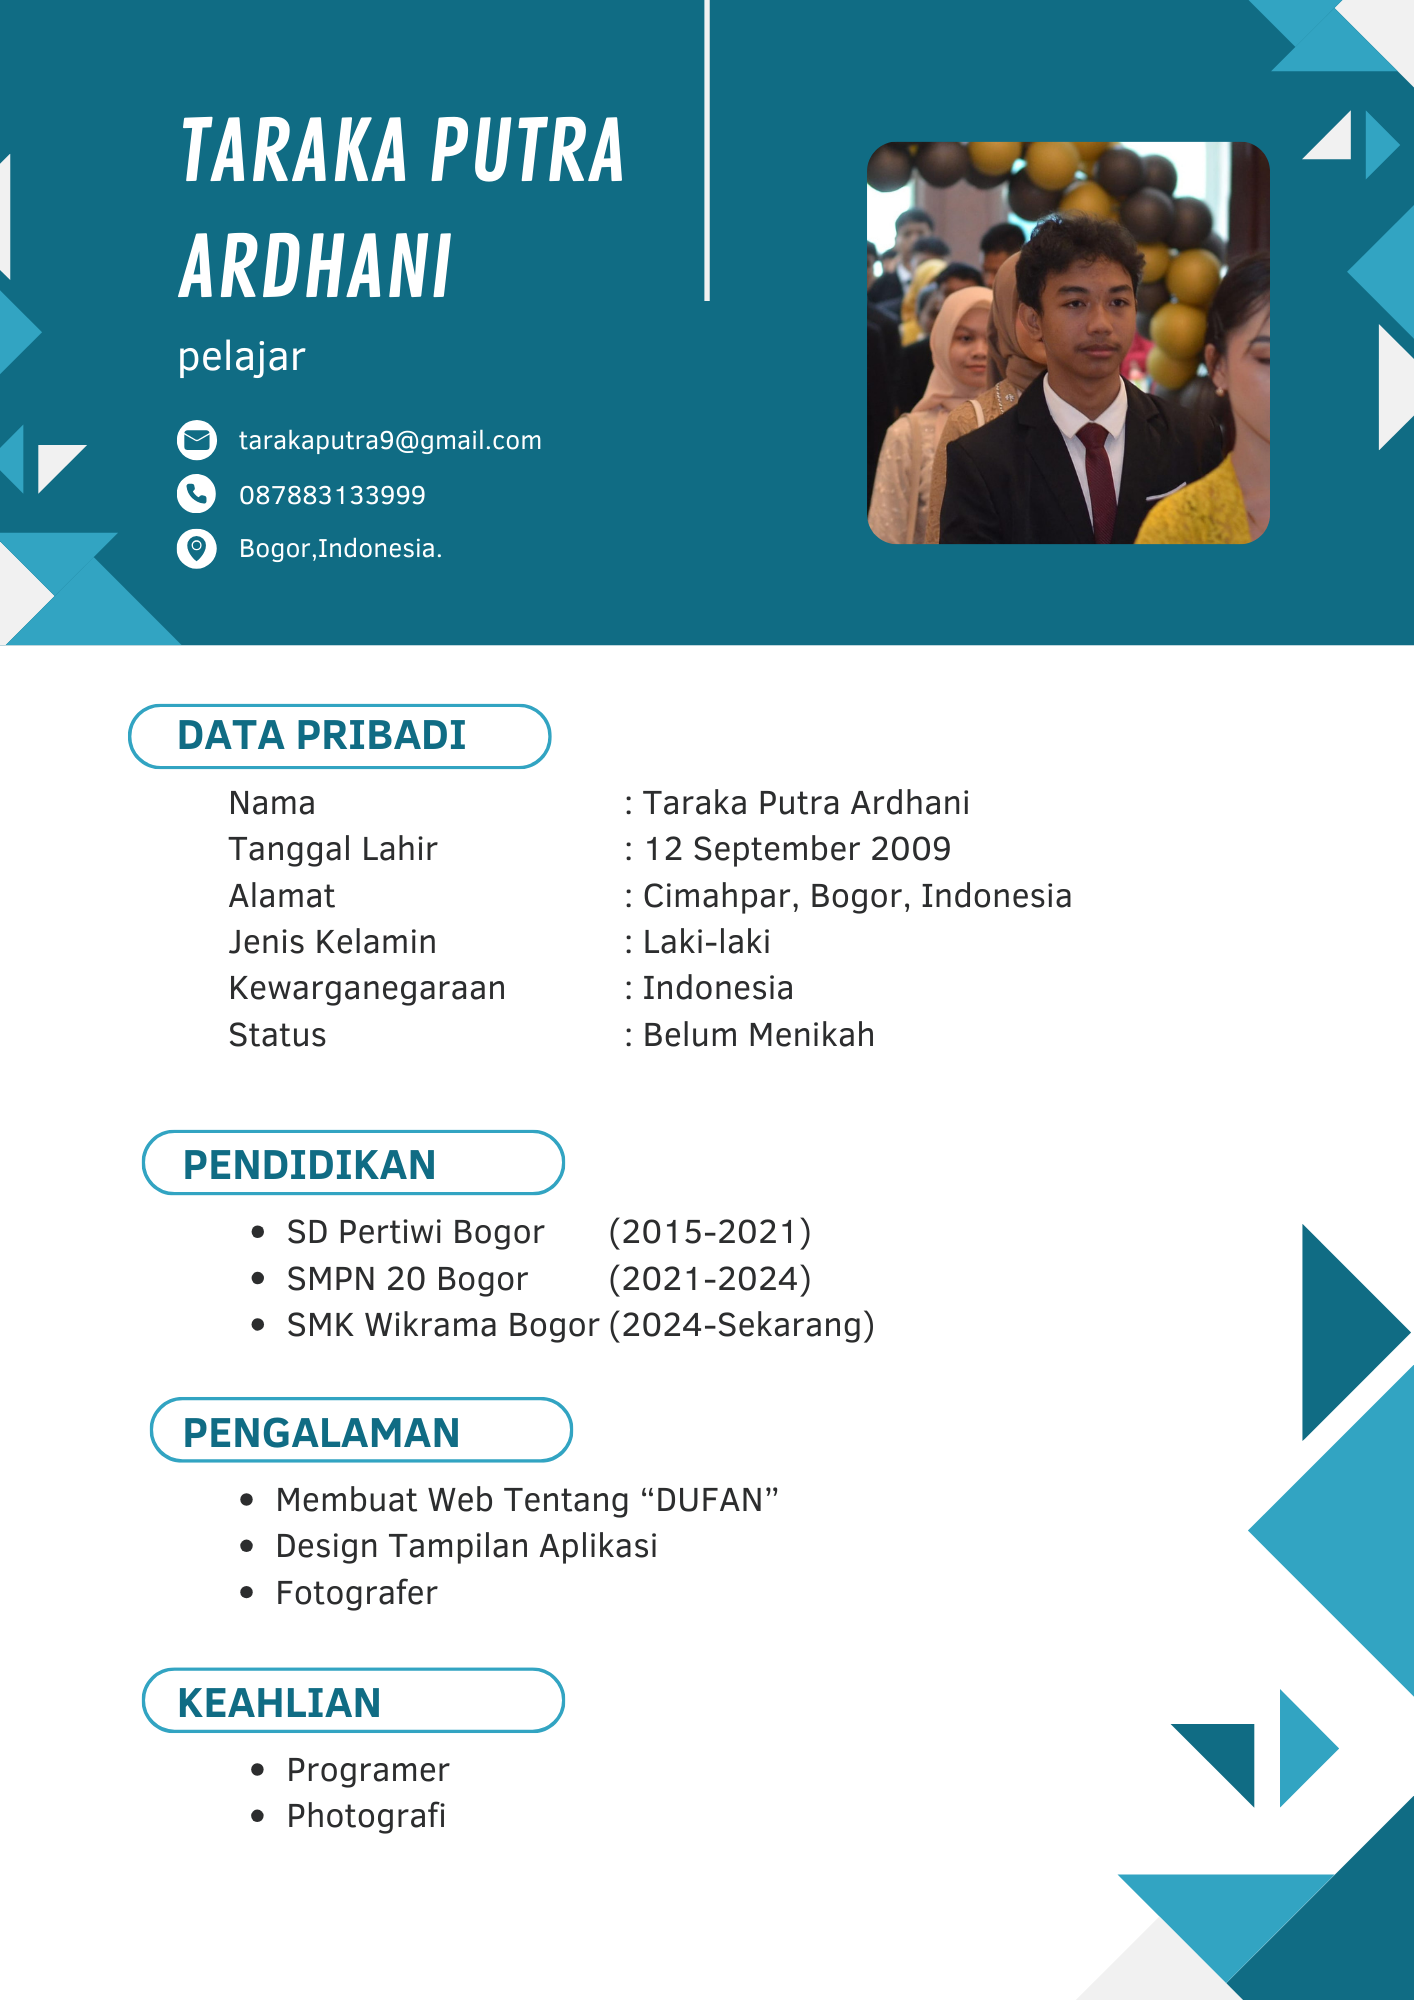 TARAKA PUTRA
ARDHANI
pelajar
tarakaputra9@gmail.com
087883133999
Bogor,Indonesia.
DATA PRIBADI
Nama : Taraka Putra Ardhani
Tanggal Lahir : 12 September 2009
Alamat : Cimahpar, Bogor, Indonesia
Jenis Kelamin : Laki-laki
Kewarganegaraan : Indonesia
Status : Belum Menikah
PENDIDIKAN
• SD Pertiwi Bogor (2015-2021)
• SMPN 20 Bogor (2021-2024)
• SMK Wikrama Bogor (2024-Sekarang)
PENGALAMAN
• Membuat Web Tentang “DUFAN”
• Design Tampilan Aplikasi
• Fotografer
KEAHLIAN
• Programer
• Photografi